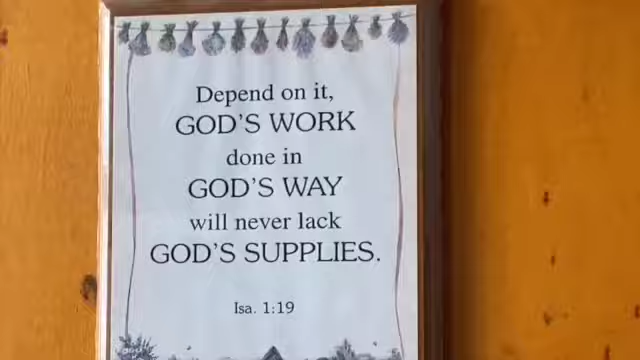 Depend on it,
GOD'S WORK
done in
GOD'S WAY
will never lack
GOD'S SUPPLIES.
Isa. 1:19